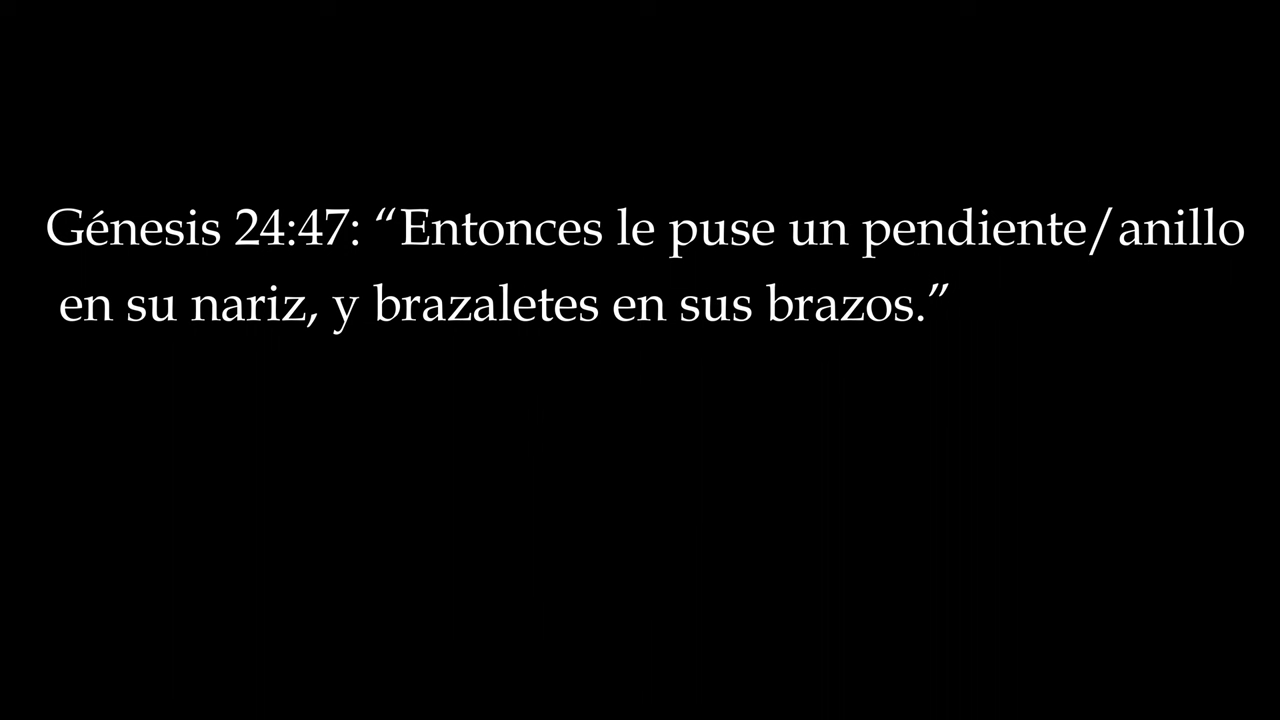 Génesis 24:47: “Entonces le puse un pendiente/anillo
en su nariz, y brazaletes en sus brazos.”